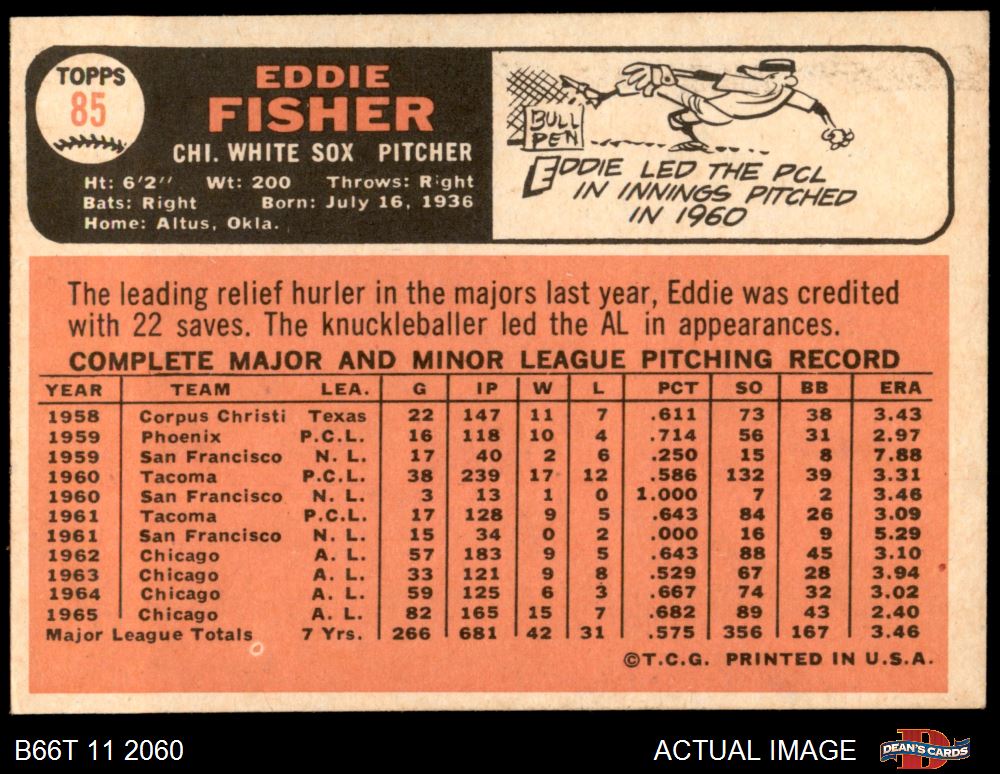 TOPPS
85
EDDIE
FISHER
CHI. WHITE SOX PITCHER
Ht: 6'2" Wt: 200 Throws: Right
Bats: Right Born: July 16, 1936
Home: Altus, Okla.
BULL
PEN
EDDIE LED THE PCL
IN INNINGS PITCHED
IN 1960
The leading relief hurler in the majors last year, Eddie was credited
with 22 saves. The knuckleballer led the AL in appearances.
COMPLETE MAJOR AND MINOR LEAGUE PITCHING RECORD
YEAR TEAM LEA. G IP W L PCT SO BB ERA
1958 Corpus Christi Texas 22 147 11 7 .611 73 38 3.43
1959 Phoenix P.C.L. 16 118 10 4 .714 56 31 2.97
1959 San Francisco N. L. 17 40 2 6 .250 15 8 7.88
1960 Tacoma P.C.L. 38 239 17 12 .586 132 39 3.31
1960 San Francisco N. L. 3 13 1 0 1.000 7 2 3.46
1961 Tacoma P.C.L. 17 128 9 5 .643 84 26 3.09
1961 San Francisco N. L. 15 34 0 2 .000 16 9 5.29
1962 Chicago A. L. 57 183 9 5 .643 88 45 3.10
1963 Chicago A. L. 33 121 9 8 .529 67 28 3.94
1964 Chicago A. L. 59 125 6 3 .667 74 32 3.02
1965 Chicago A. L. 82 165 15 7 .682 89 43 2.40
Major League Totals 7 Yrs. 266 681 42 31 .575 356 167 3.46
©T.C.G. PRINTED IN U.S.A.
B66T 11 2060 ACTUAL IMAGE DEAN'S CARDS